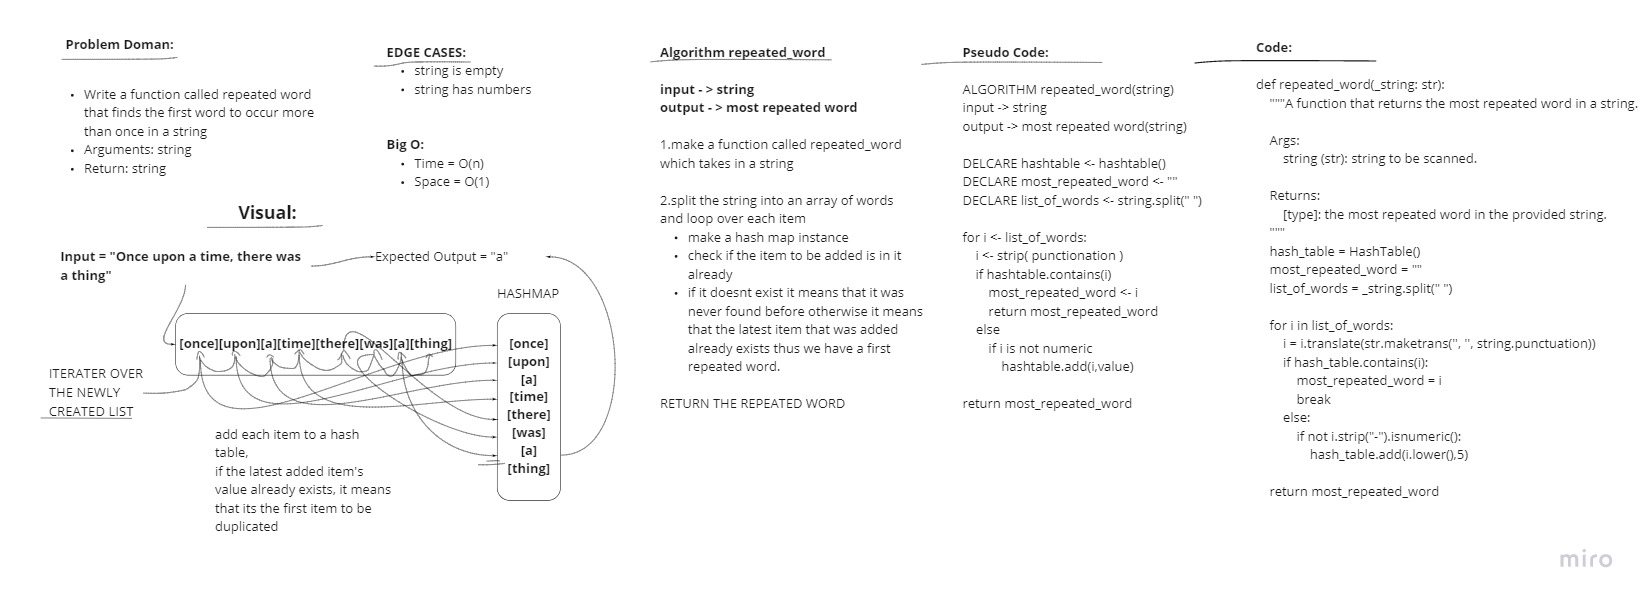 Problem Doman:
• Write a function called repeated word
that finds the first word to occur more
than once in a string
• Arguments: string
• Return: string
EDGE CASES:
• string is empty
• string has numbers
Big O:
• Time = O(n)
• Space = O(1)
Visual:
Input = "Once upon a time, there was
a thing"
Expected Output = "a"
HASHMAP
[once][upon][a][time][there][was][a][thing]
[once]
[upon]
[a]
[time]
[there]
[was]
[a]
[thing]
ITERATER OVER
THE NEWLY
CREATED LIST
add each item to a hash
table,
if the latest added item's
value already exists, it means
that its the first item to be
duplicated
Algorithm repeated_word
input - > string
output - > most repeated word
1.make a function called repeated_word
which takes in a string
2.split the string into an array of words
and loop over each item
• make a hash map instance
• check if the item to be added is in it
already
• if it doesnt exist it means that it was
never found before otherwise it means
that the latest item that was added
already exists thus we have a first
repeated word.
RETURN THE REPEATED WORD
Pseudo Code:
ALGORITHM repeated_word(string)
input -> string
output -> most repeated word(string)
DELCARE hashtable <- hashtable()
DECLARE most_repeated_word <- ""
DECLARE list_of_words <- string.split(" ")
for i <- list_of_words:
i <- strip( punctionation )
if hashtable.contains(i)
most_repeated_word <- i
return most_repeated_word
else
if i is not numeric
hashtable.add(i,value)
return most_repeated_word
Code:
def repeated_word(_string: str):
"""A function that returns the most repeated word in a string.
Args:
string (str): string to be scanned.
Returns:
[type]: the most repeated word in the provided string.
"""
hash_table = HashTable()
most_repeated_word = ""
list_of_words = _string.split(" ")
for i in list_of_words:
i = i.translate(str.maketrans('', '', string.punctuation))
if hash_table.contains(i):
most_repeated_word = i
break
else:
if not i.strip("-").isnumeric():
hash_table.add(i.lower(),5)
return most_repeated_word
miro